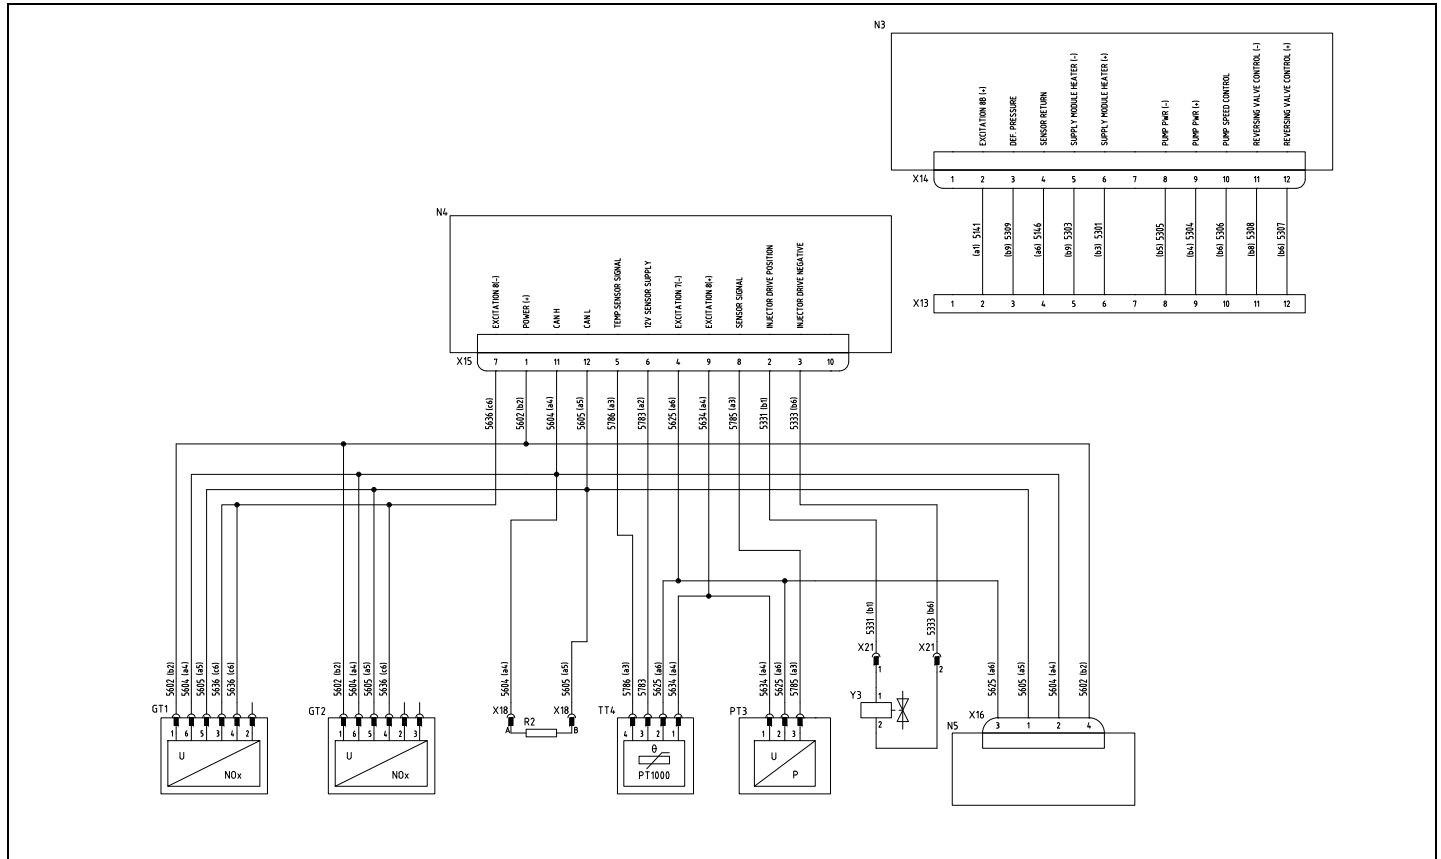 N3
EXCITATION 8B (+)
DEF. PRESSURE
SENSOR RETURN
SUPPLY MODULE HEATER (-)
SUPPLY MODULE HEATER (+)
PUMP PWR (-)
PUMP PWR (+)
PUMP SPEED CONTROL
REVERSING VALVE CONTROL (-)
REVERSING VALVE CONTROL (+)
X14 1 2 3 4 5 6 7 8 9 10 11 12
(a1) 5141
(b9) 5309
(a6) 5146
(b9) 5303
(b3) 5301
(b5) 5305
(b4) 5304
(b6) 5306
(b8) 5308
(b6) 5307
X13 1 2 3 4 5 6 7 8 9 10 11 12
N4
EXCITATION 8(-)
POWER (+)
CAN H
CAN L
TEMP.SENSOR SIGNAL
12V SENSOR SUPPLY
EXCITATION 7(-)
EXCITATION 8(+)
SENSOR SIGNAL
INJECTOR DRIVE POSITION
INJECTOR DRIVE NEGATIVE
X15 7 1 11 12 5 6 4 9 8 2 3 10
5636 (c6)
5602 (b2)
5604 (a4)
5605 (a5)
5786 (a3)
5783 (a2)
5625 (a6)
5634 (a4)
5785 (a3)
5331 (b1)
5333 (b6)
5602 (b2)
5604 (a4)
5605 (a5)
5636 (c6)
5636 (c6)
GT1
1 6 5 3 4 2
U
NOx
5602 (b2)
5604 (a4)
5605 (a5)
5636 (c6)
GT2
1 6 5 4 2 3
U
NOx
5604 (a4)
5605 (a5)
X18 X18
A R2 B
5786 (a3)
5783
5625 (a6)
5634 (a4)
TT4
4 3 2 1
θ
PT1000
5634 (a4)
5625 (a6)
5785 (a3)
PT3
1 2 3
U
P
5331 (b1)
5333 (b6)
X21 X21
1 2
Y3 1
2
5625 (a6)
5605 (a5)
5604 (a4)
5602 (b2)
X16 3 1 2 4
N5